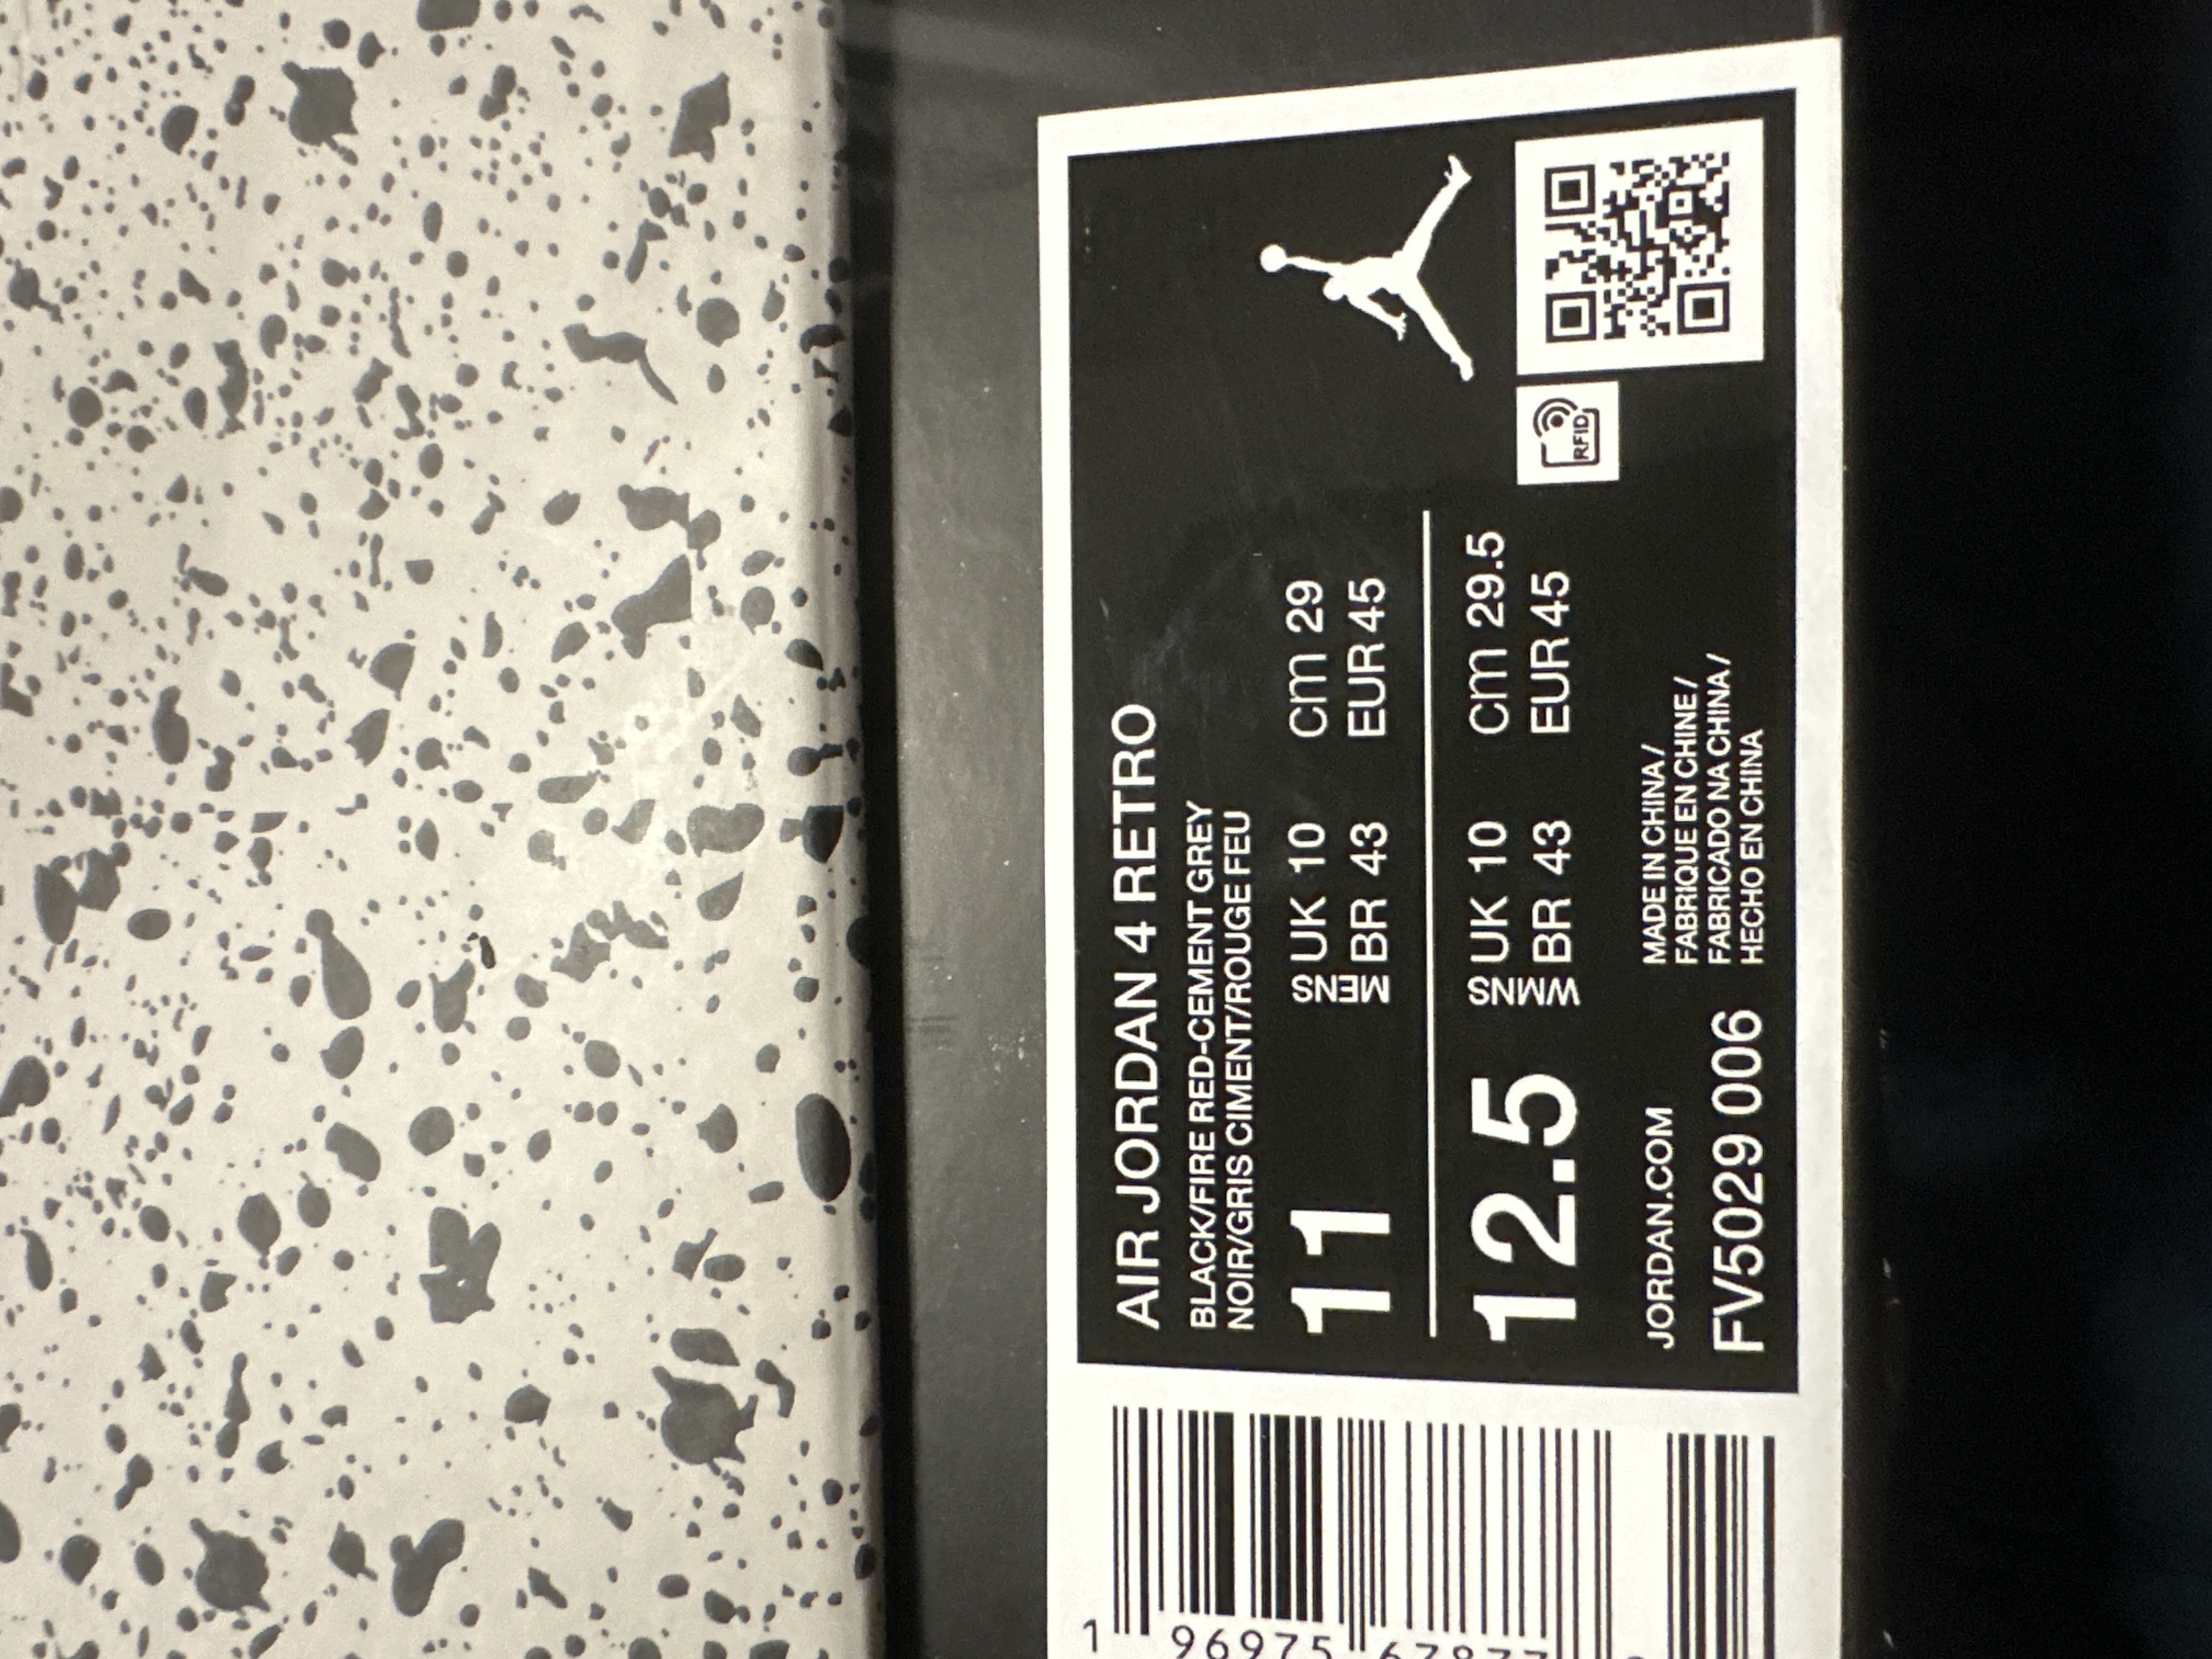 AIR JORDAN 4 RETRO
BLACK/FIRE RED-CEMENT GREY
NOIR/GRIS CIMENT/ROUGE FEU
11
MENS
UK 10 Cm 29
BR 43 EUR 45
12.5
WMNS
UK 10 Cm 29.5
BR 43 EUR 45
RFID
JORDAN.COM
FV5029 006
MADE IN CHINA /
FABRIQUE EN CHINE /
FABRICADO NA CHINA /
HECHO EN CHINA
1 96975